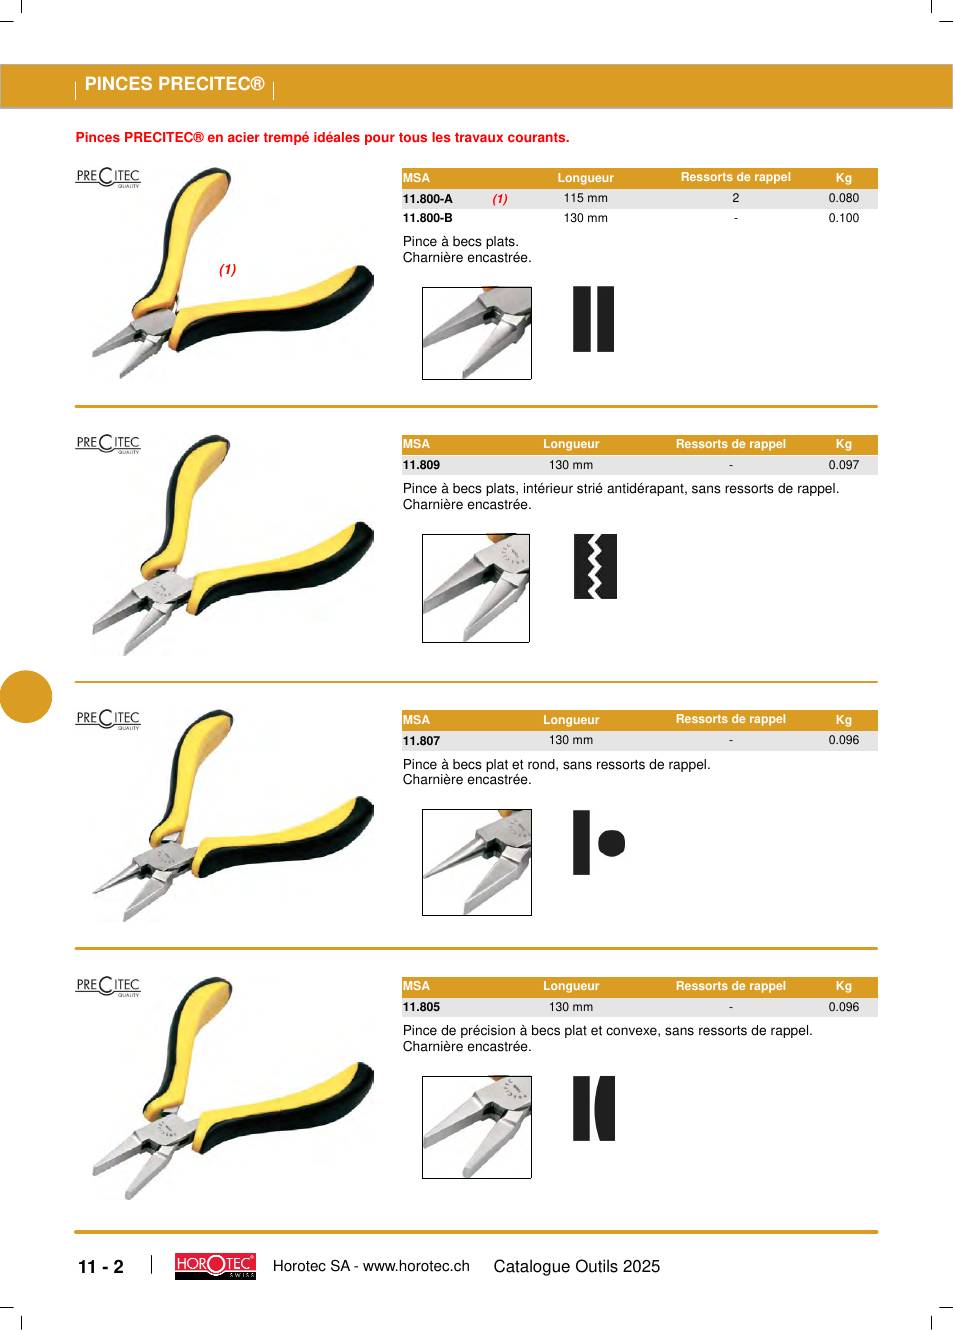 PINCES PRECITEC®
Pinces PRECITEC® en acier trempé idéales pour tous les travaux courants.
PRECITEC
QUALITY
(1)
MSA Longueur Ressorts de rappel Kg
11.800-A (1) 115 mm 2 0.080
11.800-B 130 mm - 0.100
Pince à becs plats.
Charnière encastrée.
PRECITEC
QUALITY
MSA Longueur Ressorts de rappel Kg
11.809 130 mm - 0.097
Pince à becs plats, intérieur strié antidérapant, sans ressorts de rappel.
Charnière encastrée.
PRECITEC
QUALITY
MSA Longueur Ressorts de rappel Kg
11.807 130 mm - 0.096
Pince à becs plat et rond, sans ressorts de rappel.
Charnière encastrée.
PRECITEC
QUALITY
MSA Longueur Ressorts de rappel Kg
11.805 130 mm - 0.096
Pince de précision à becs plat et convexe, sans ressorts de rappel.
Charnière encastrée.
11 - 2 HOROTEC® SWISS Horotec SA - www.horotec.ch Catalogue Outils 2025